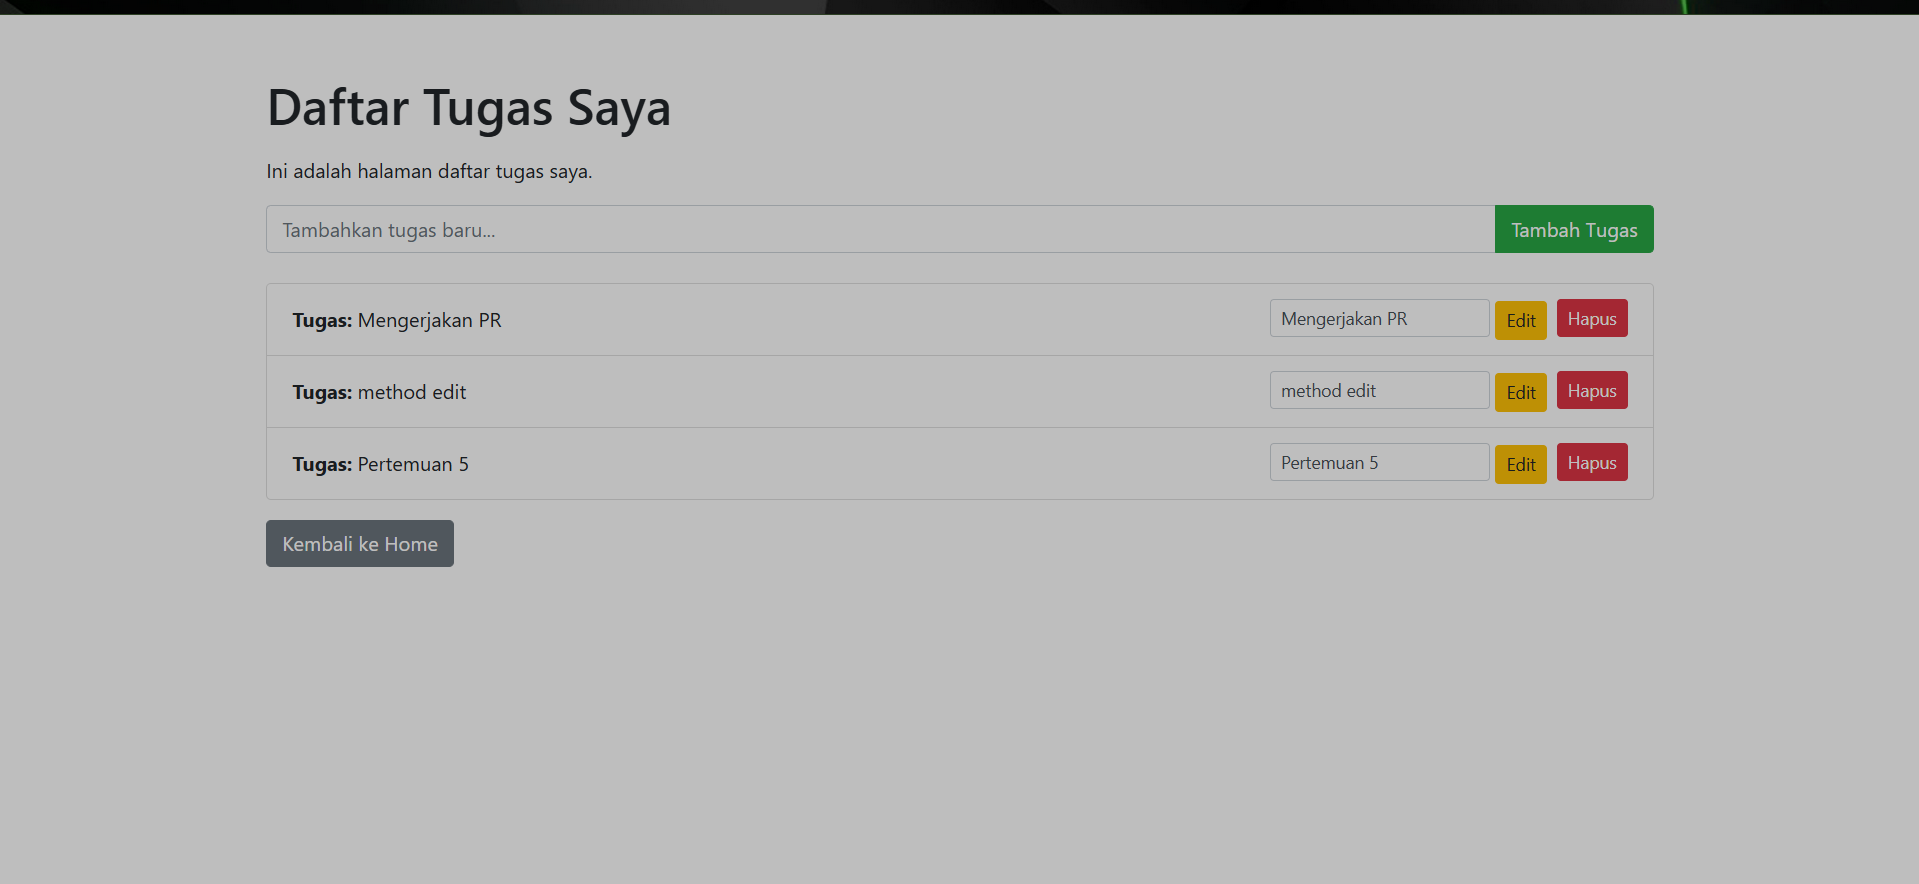 Daftar Tugas Saya
Ini adalah halaman daftar tugas saya.
Tambahkan tugas baru... Tambah Tugas
Tugas: Mengerjakan PR Mengerjakan PR Edit Hapus
Tugas: method edit method edit Edit Hapus
Tugas: Pertemuan 5 Pertemuan 5 Edit Hapus
Kembali ke Home